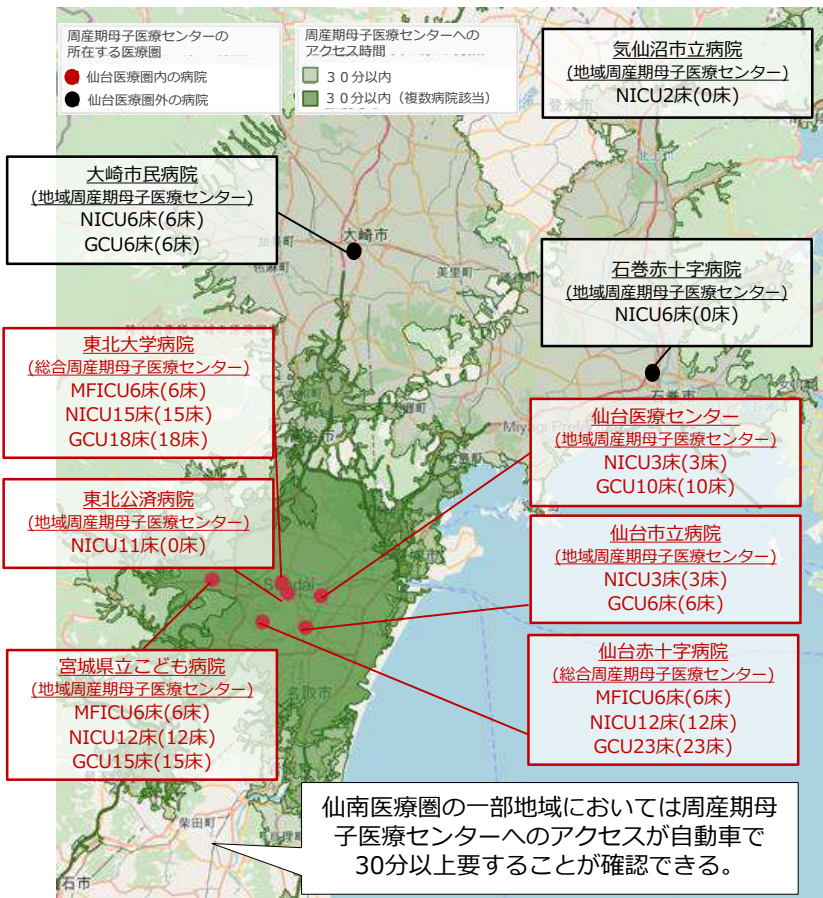 周産期母子医療センターの
所在する医療圏
仙台医療圏内の病院
仙台医療圏外の病院
周産期母子医療センターへの
アクセス時間
３０分以内
３０分以内（複数病院該当）
気仙沼市立病院
(地域周産期母子医療センター)
NICU2床(0床)
登米市
大崎市民病院
(地域周産期母子医療センター)
NICU6床(6床)
GCU6床(6床)
大崎市
加美町
色麻町
美里町
涌谷町
石巻赤十字病院
(地域周産期母子医療センター)
NICU6床(0床)
石巻市
女川町
東北大学病院
(総合周産期母子医療センター)
MFICU6床(6床)
NICU15床(15床)
GCU18床(18床)
大郷町
Miyagi Prefe
仙台医療センター
(地域周産期母子医療センター)
NICU3床(3床)
GCU10床(10床)
東北公済病院
(地域周産期母子医療センター)
NICU11床(0床)
仙台市立病院
(地域周産期母子医療センター)
NICU3床(3床)
GCU6床(6床)
Sendai
宮城県立こども病院
(地域周産期母子医療センター)
MFICU6床(6床)
NICU12床(12床)
GCU15床(15床)
仙台赤十字病院
(総合周産期母子医療センター)
MFICU6床(6床)
NICU12床(12床)
GCU23床(23床)
名取市
柴田町
亘理町
石市
仙南医療圏の一部地域においては周産期母
子医療センターへのアクセスが自動車で
30分以上要することが確認できる。